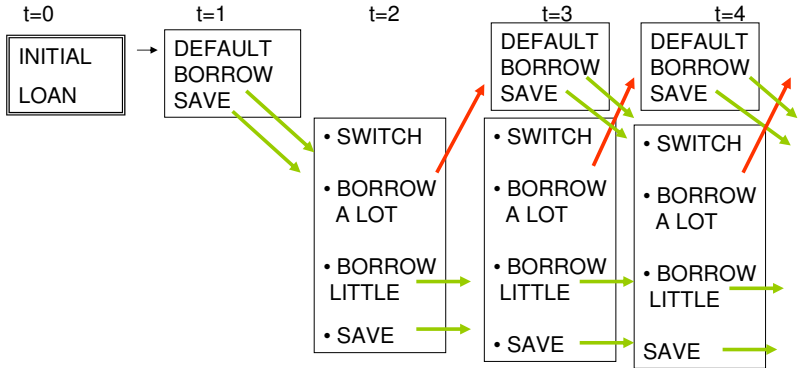 t=0
t=1
t=2
t=3
t=4
INITIAL
LOAN
DEFAULT
BORROW
SAVE
• SWITCH
• BORROW
A LOT
• BORROW
LITTLE
• SAVE
DEFAULT
BORROW
SAVE
• SWITCH
• BORROW
A LOT
• BORROW
LITTLE
• SAVE
DEFAULT
BORROW
SAVE
• SWITCH
• BORROW
A LOT
• BORROW
LITTLE
SAVE